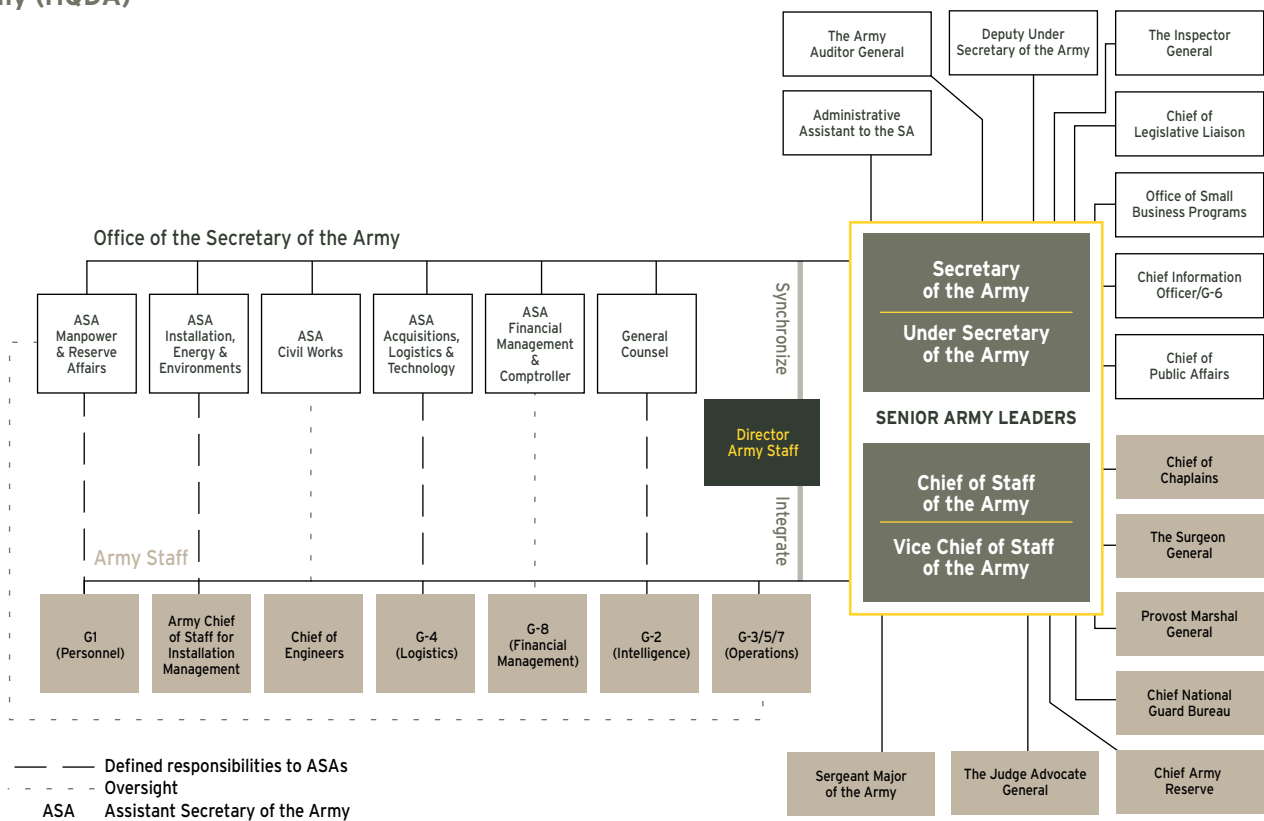 (HQDA)
The Army
Auditor General
Deputy Under
Secretary of the Army
The Inspector
General
Administrative
Assistant to the SA
Chief of
Legislative Liaison
Office of Small
Business Programs
Office of the Secretary of the Army
ASA
Manpower
& Reserve
Affairs
ASA
Installation,
Energy &
Environments
ASA
Civil Works
ASA
Acquisitions,
Logistics &
Technology
ASA
Financial
Management
&
Comptroller
General
Counsel
Synchronize
Secretary
of the Army
Under Secretary
of the Army
Chief Information
Officer/G-6
Chief of
Public Affairs
SENIOR ARMY LEADERS
Director
Army Staff
Chief of Staff
of the Army
Vice Chief of Staff
of the Army
Integrate
Chief of
Chaplains
The Surgeon
General
Provost Marshal
General
Chief National
Guard Bureau
Army Staff
G1
(Personnel)
Army Chief
of Staff for
Installation
Management
Chief of
Engineers
G-4
(Logistics)
G-8
(Financial
Management)
G-2
(Intelligence)
G-3/5/7
(Operations)
Sergeant Major
of the Army
The Judge Advocate
General
Chief Army
Reserve
Defined responsibilities to ASAs
Oversight
ASA Assistant Secretary of the Army